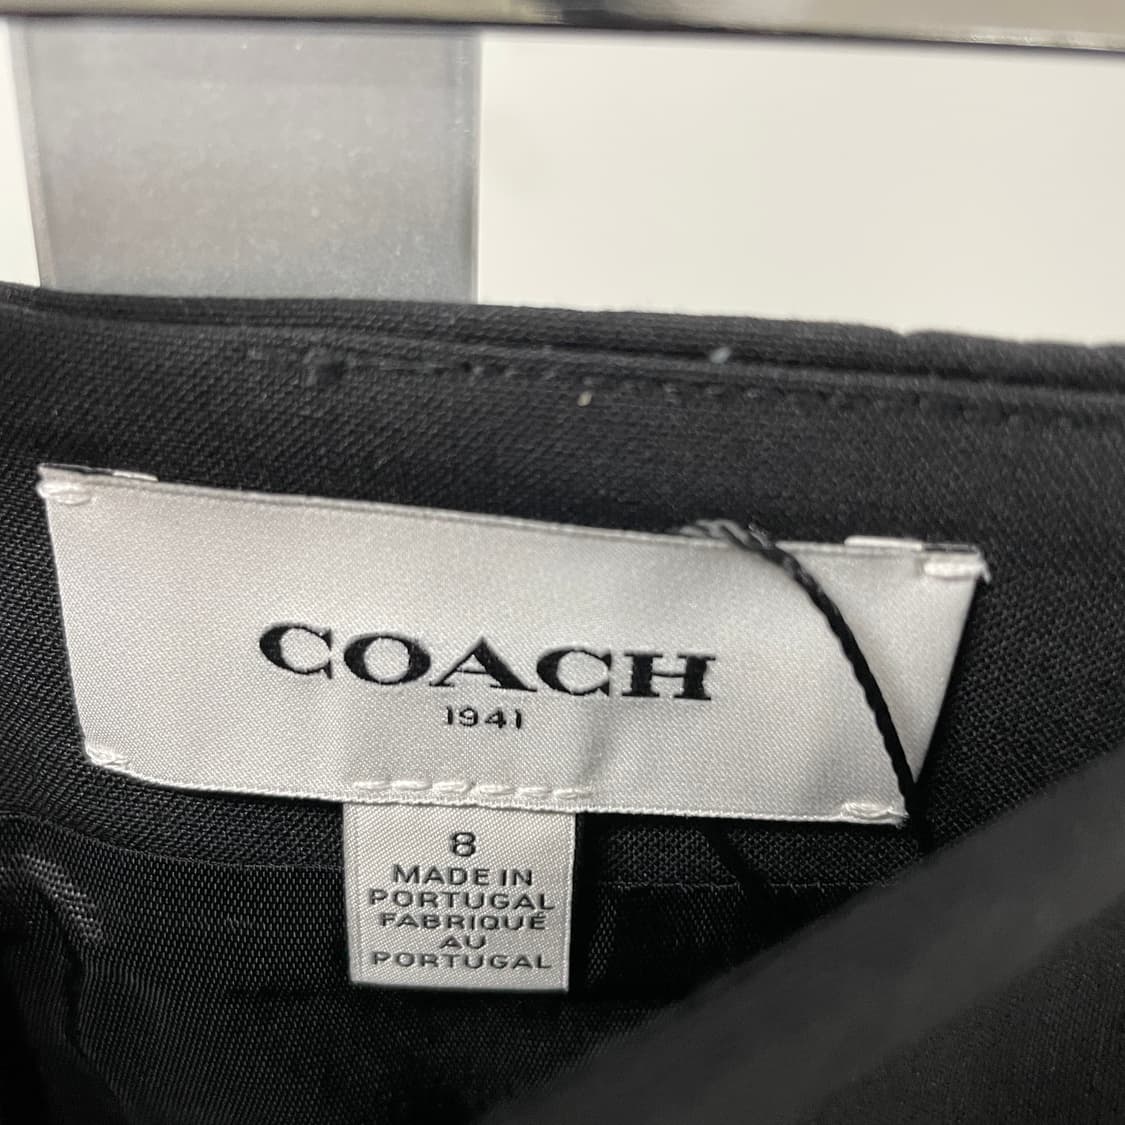 COACH
1941
8
MADE IN
PORTUGAL
FABRIQUÉ
AU
PORTUGAL